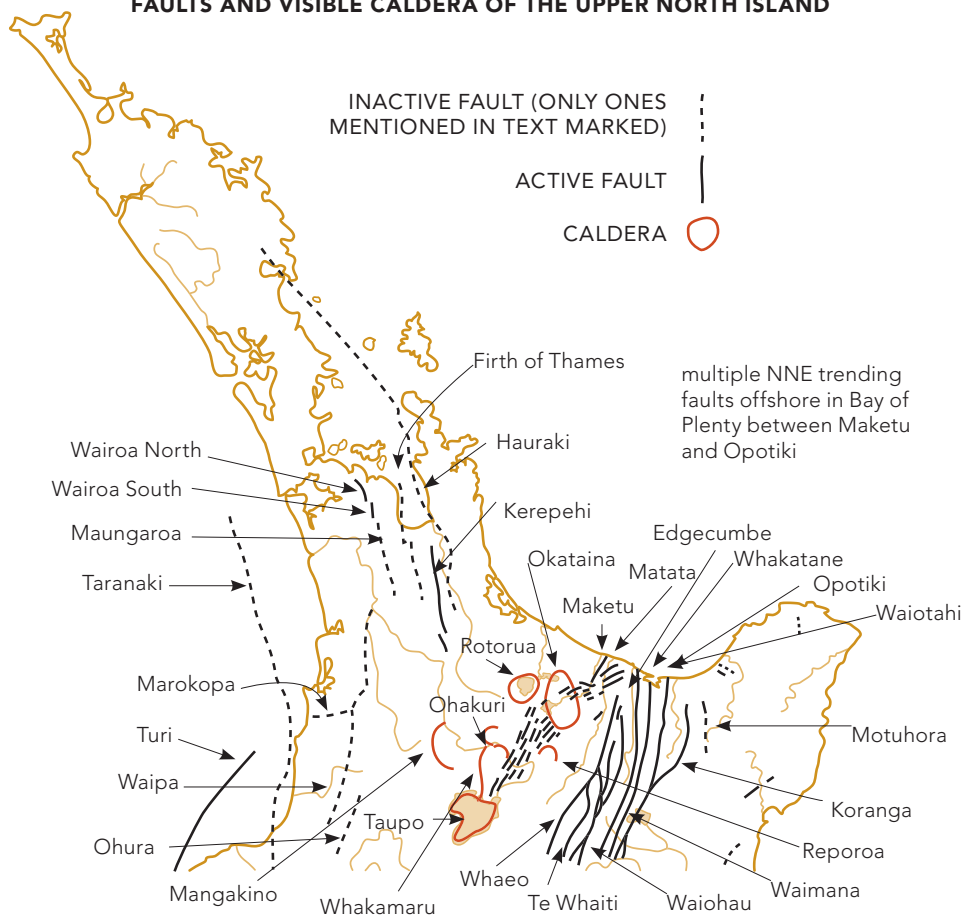 FAULTS AND VISIBLE CALDERA OF THE UPPER NORTH ISLAND
INACTIVE FAULT (ONLY ONES
MENTIONED IN TEXT MARKED)
ACTIVE FAULT
CALDERA
Firth of Thames
multiple NNE trending
faults offshore in Bay of
Plenty between Maketu
and Opotiki
Hauraki
Wairoa North
Wairoa South
Kerepehi
Maungaroa
Edgecumbe
Okataina
Whakatane
Matata
Opotiki
Taranaki
Maketu
Waiotahi
Rotorua
Marokopa
Ohakuri
Turi
Motuhora
Waipa
Koranga
Taupo
Ohura
Reporoa
Whaeo
Waimana
Mangakino
Te Whaiti
Waiohau
Whakamaru